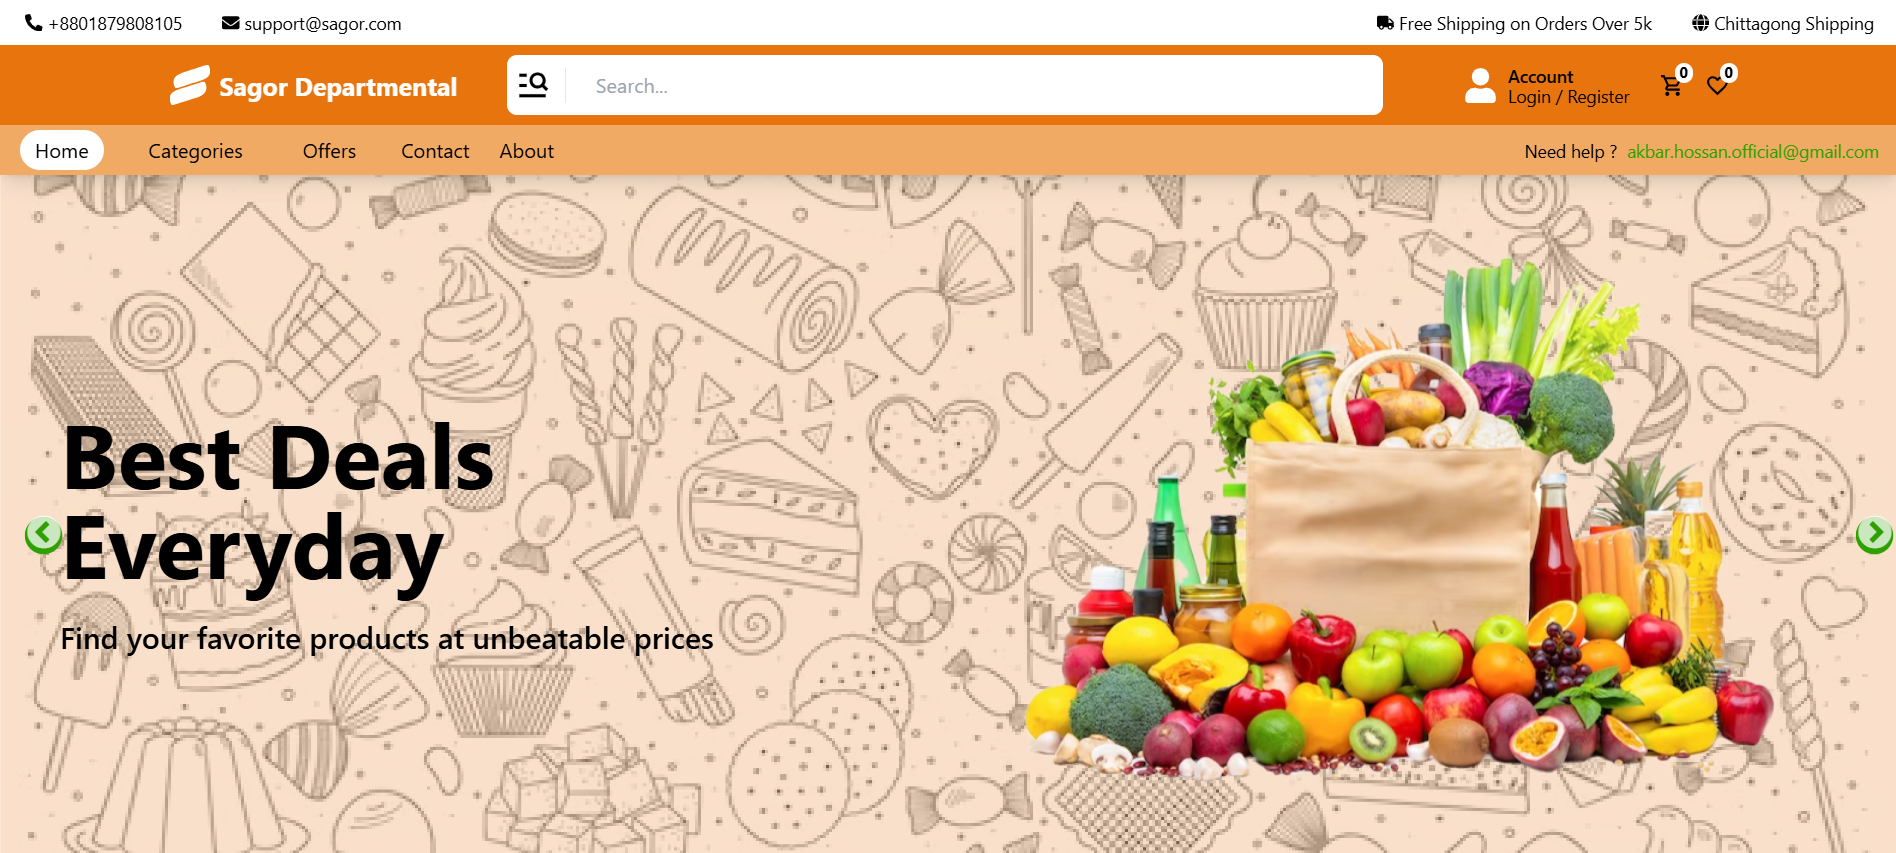 +8801879808105 support@sagor.com Free Shipping on Orders Over 5k Chittagong Shipping
Sagor Departmental
Search...
Account
Login / Register
0
0
Home Categories Offers Contact About Need help ? akbar.hossan.official@gmail.com
Best Deals
Everyday
Find your favorite products at unbeatable prices